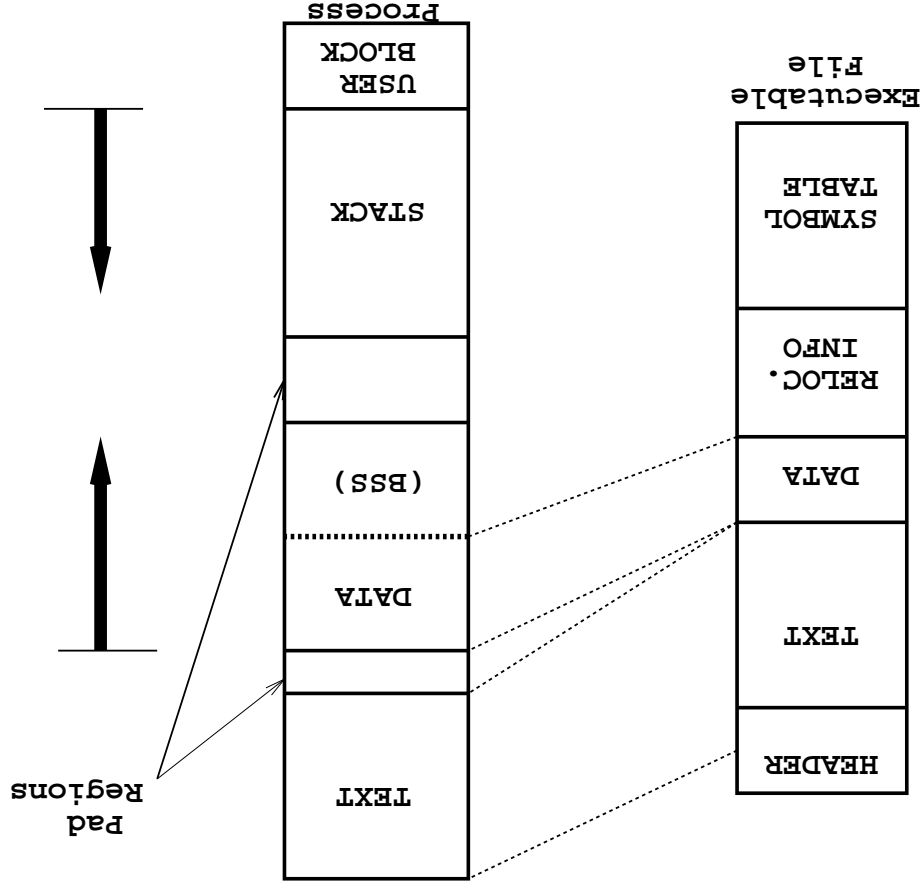 HEADER
TEXT
DATA
RELOC.
INFO
SYMBOL
TABLE
Executable
File
TEXT
DATA
(BSS)
STACK
USER
BLOCK
Process
Pad
Regions